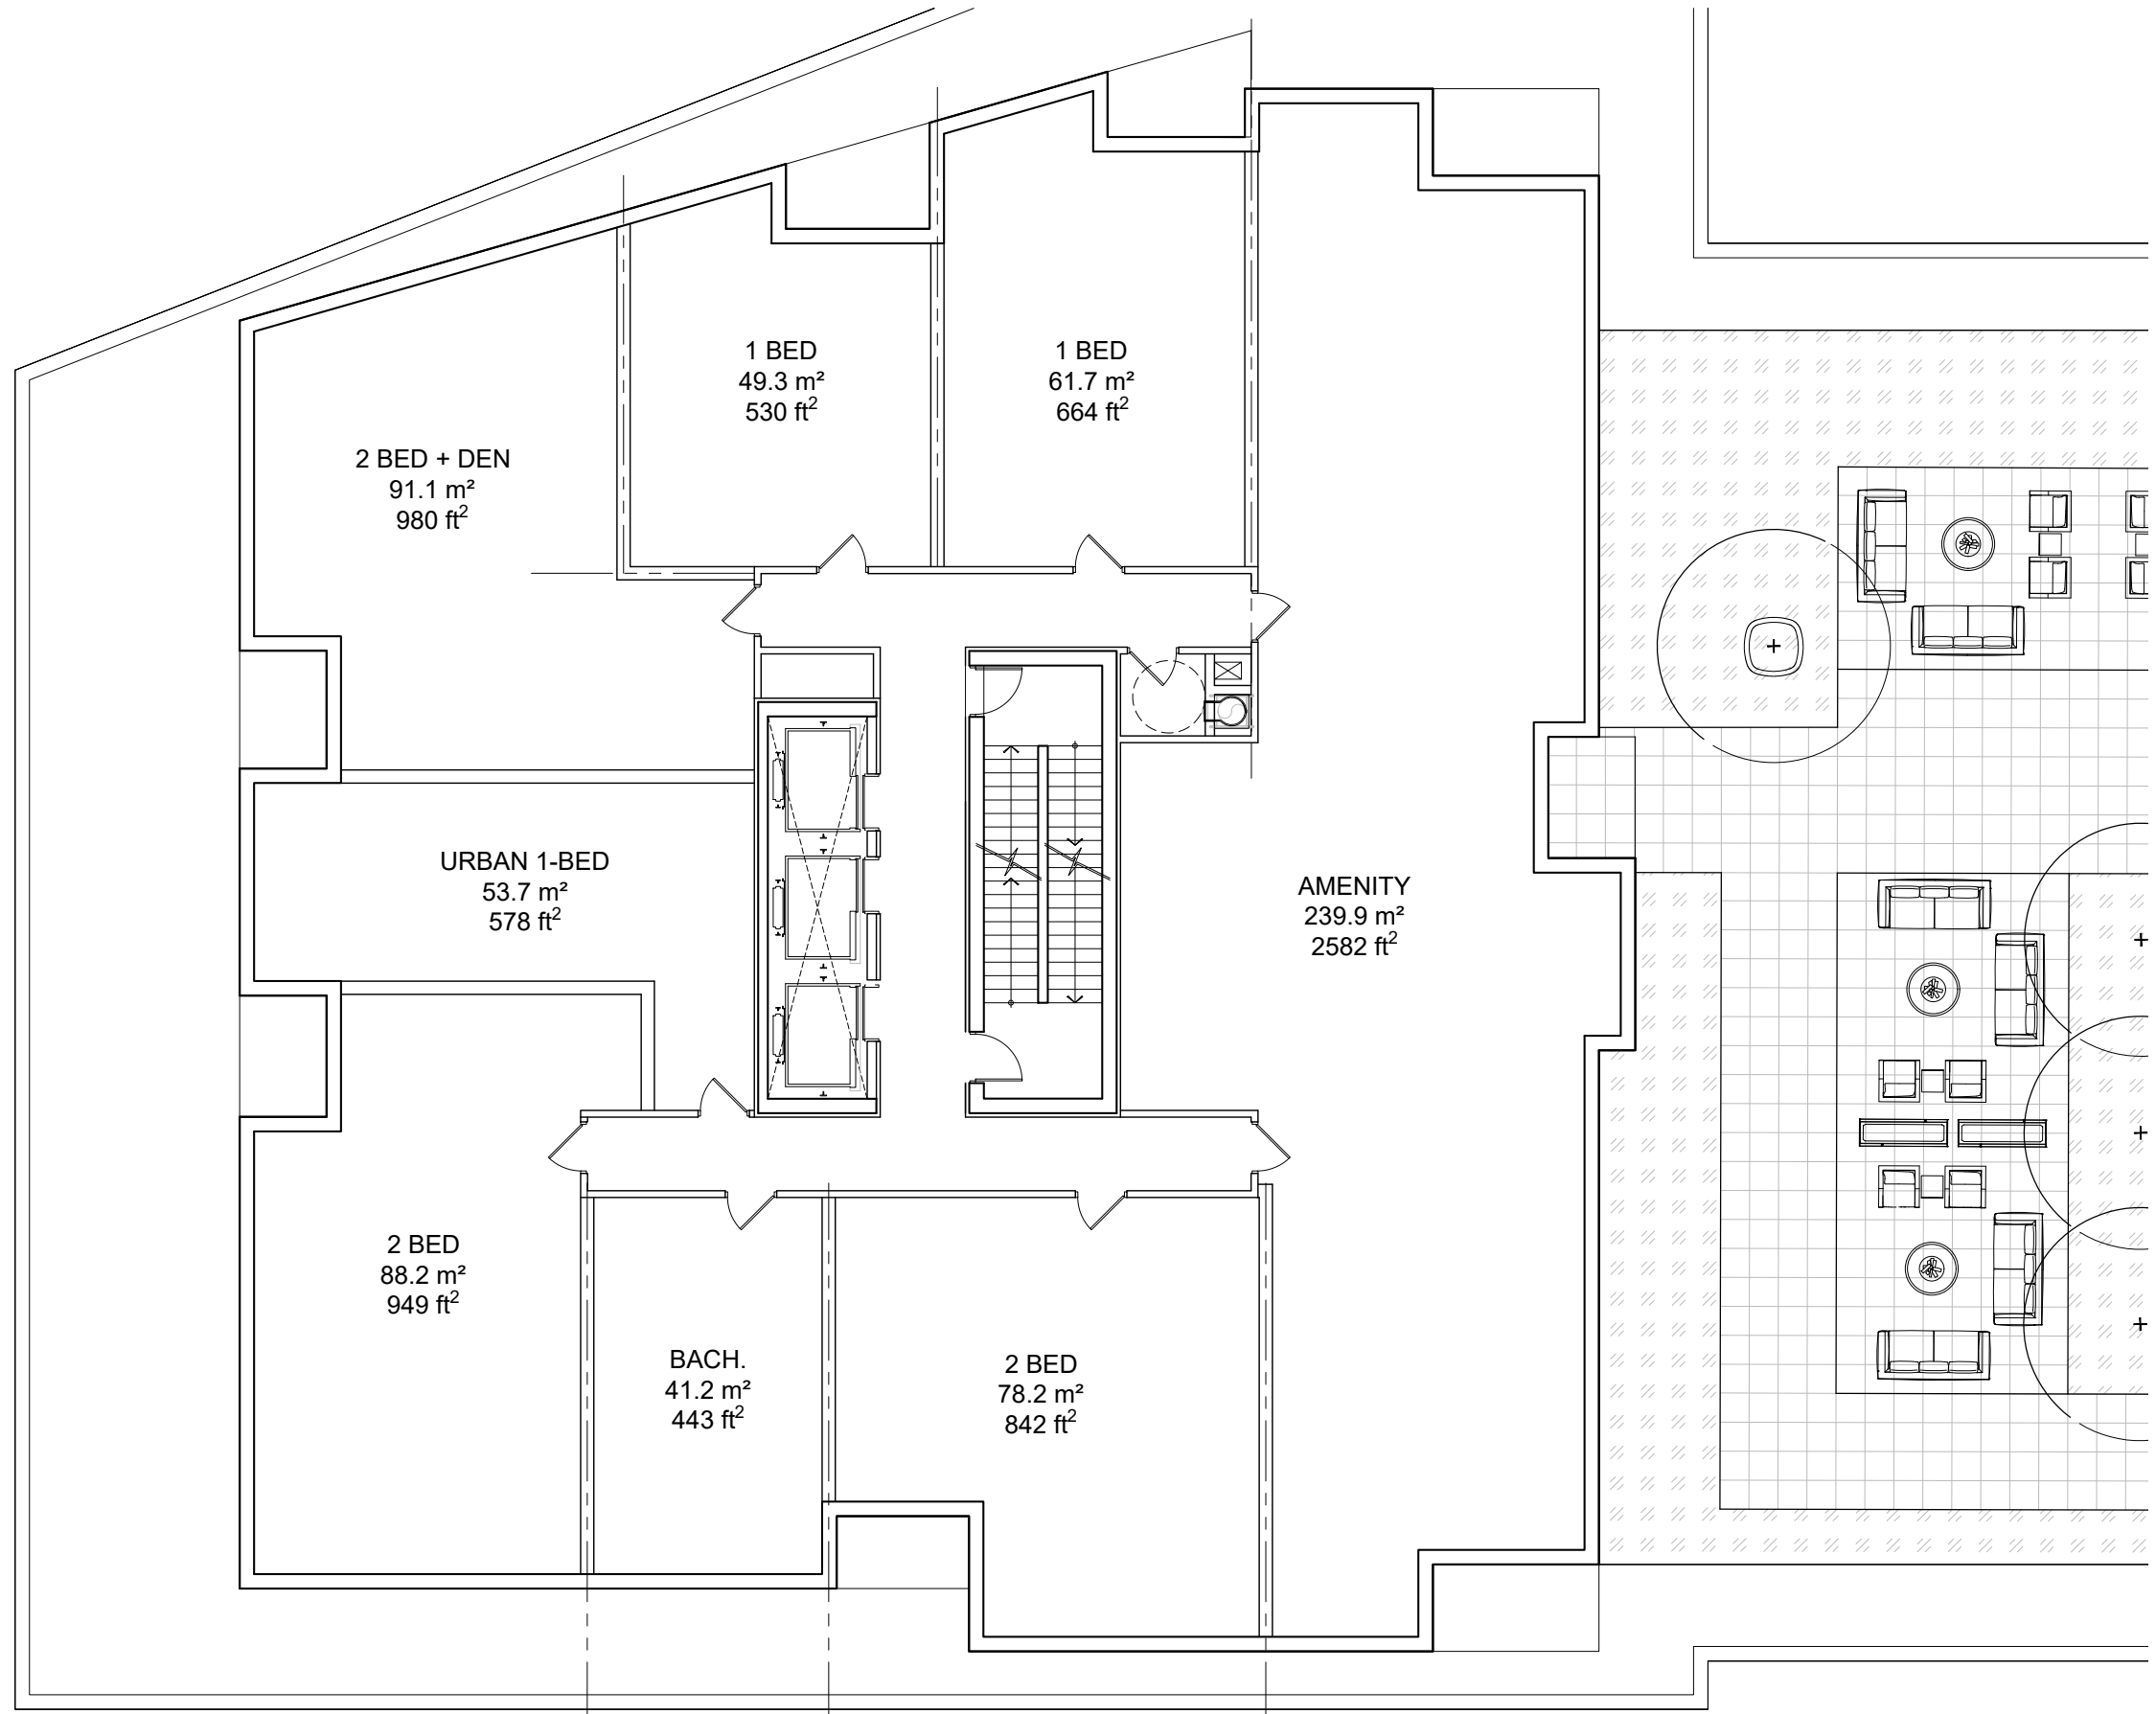 1 BED
49.3 m²
530 ft²
1 BED
61.7 m²
664 ft²
2 BED + DEN
91.1 m²
980 ft²
URBAN 1-BED
53.7 m²
578 ft²
AMENITY
239.9 m²
2582 ft²
2 BED
88.2 m²
949 ft²
BACH.
41.2 m²
443 ft²
2 BED
78.2 m²
842 ft²